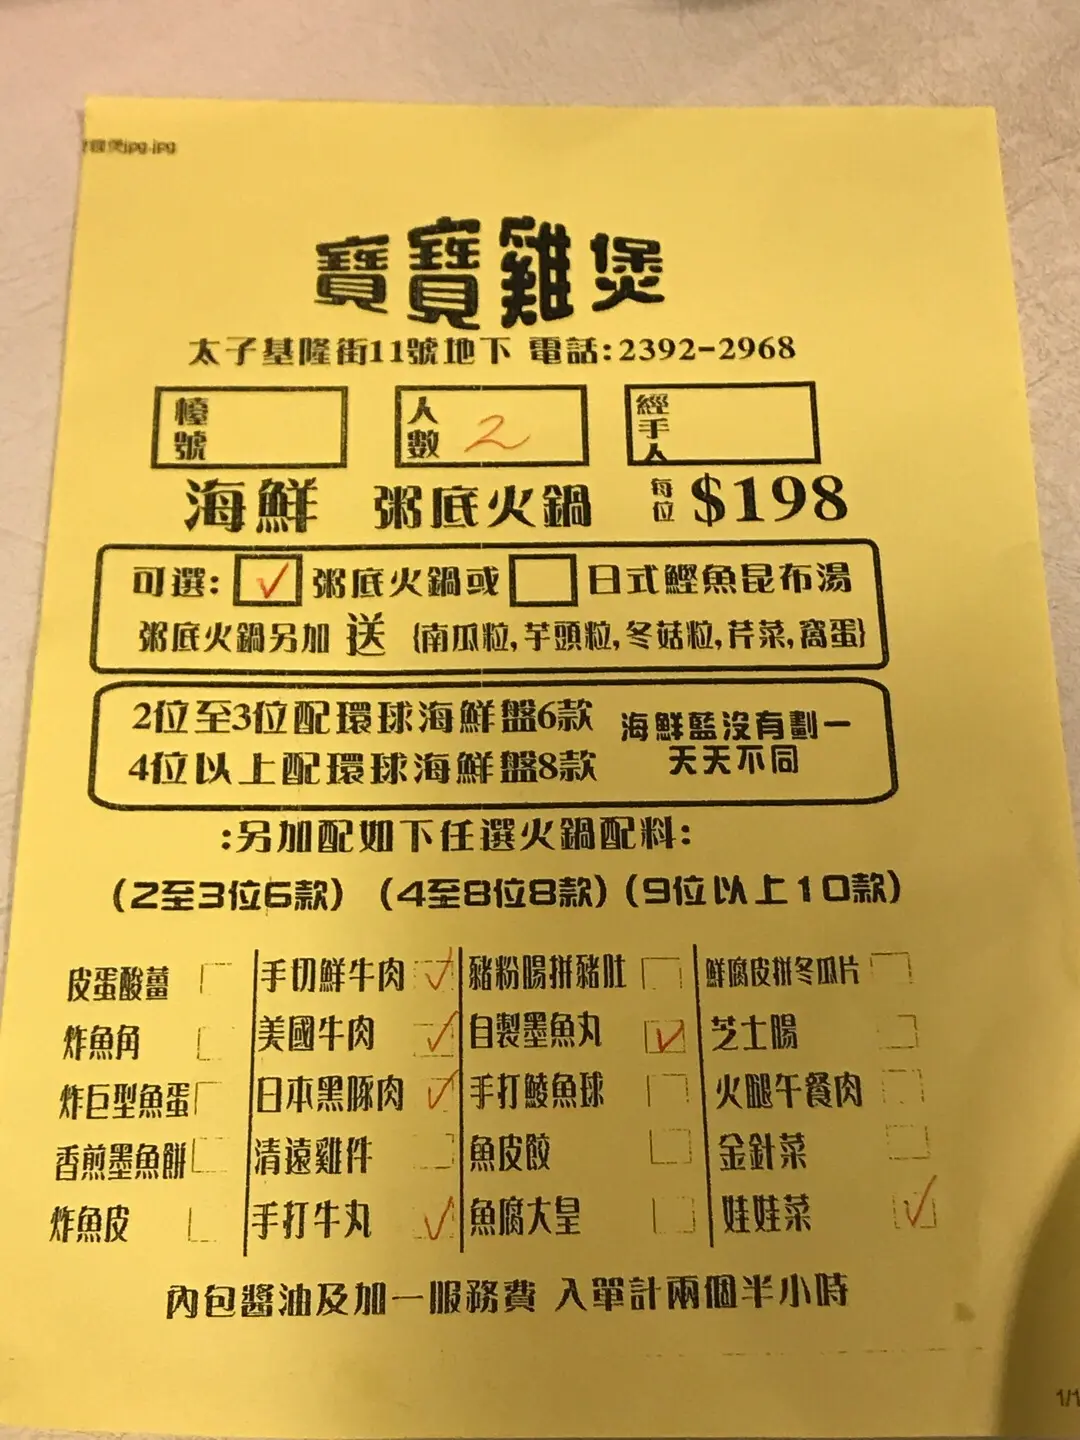 jpg.jpg
寶寶雞煲
太子基隆街11號地下 電話:2392-2968
檯號
人數 2
經手人
海鮮 粥底火鍋 每位 $198
可選: ✓ 粥底火鍋或 日式鰹魚昆布湯
粥底火鍋另加 送 {南瓜粒,芋頭粒,冬菇粒,芹菜,窩蛋}
2位至3位配環球海鮮盤6款
4位以上配環球海鮮盤8款
海鮮藍沒有劃一
天天不同
:另加配如下任選火鍋配料:
(2至3位6款) (4至8位8款) (9位以上10款)
皮蛋酸薑
炸魚角
炸巨型魚蛋
香煎墨魚餅
炸魚皮
手切鮮牛肉 ✓
美國牛肉 ✓
日本黑豚肉 ✓
清遠雞件
手打牛丸 ✓
豬粉腸拼豬肚
自製墨魚丸 ✓
手打鯪魚球
魚皮餃
魚腐大皇
鮮腐皮拼冬瓜片
芝士腸
火腿午餐肉
金針菜
娃娃菜 ✓
內包醬油及加一服務費 入單計兩個半小時
1/1